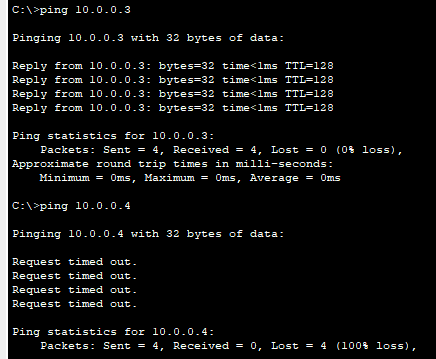 C:\>ping 10.0.0.3
Pinging 10.0.0.3 with 32 bytes of data:
Reply from 10.0.0.3: bytes=32 time<1ms TTL=128
Reply from 10.0.0.3: bytes=32 time<1ms TTL=128
Reply from 10.0.0.3: bytes=32 time<1ms TTL=128
Reply from 10.0.0.3: bytes=32 time<1ms TTL=128
Ping statistics for 10.0.0.3:
Packets: Sent = 4, Received = 4, Lost = 0 (0% loss),
Approximate round trip times in milli-seconds:
Minimum = 0ms, Maximum = 0ms, Average = 0ms
C:\>ping 10.0.0.4
Pinging 10.0.0.4 with 32 bytes of data:
Request timed out.
Request timed out.
Request timed out.
Request timed out.
Ping statistics for 10.0.0.4:
Packets: Sent = 4, Received = 0, Lost = 4 (100% loss),